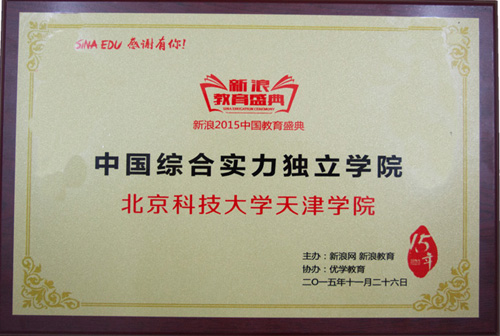 SINA EDU 感谢有你!
新浪
教育盛典
新浪2015中国教育盛典
中国综合实力独立学院
北京科技大学天津学院
15年
主办：新浪网 新浪教育
协办：优学教育
二〇一五年十一月二十六日